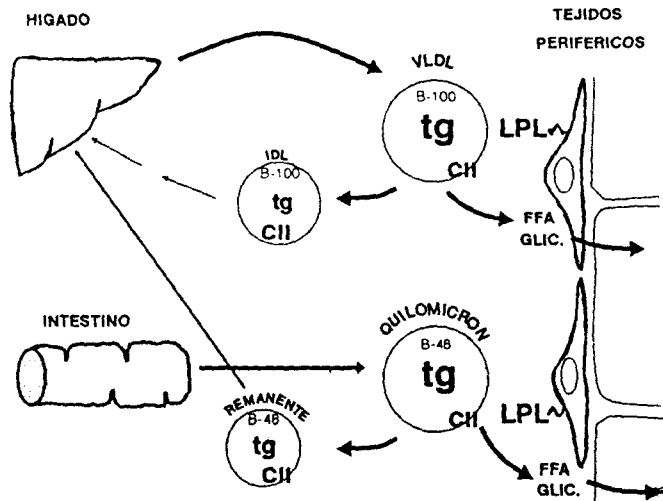 HIGADO
TEJIDOS
PERIFERICOS
VLDL
B-100
tg
CII
LPL
IDL
B-100
tg
CII
FFA
GLIC.
INTESTINO
QUILOMICRON
B-48
tg
CII
LPL
REMANENTE
B-48
tg
CII
FFA
GLIC.